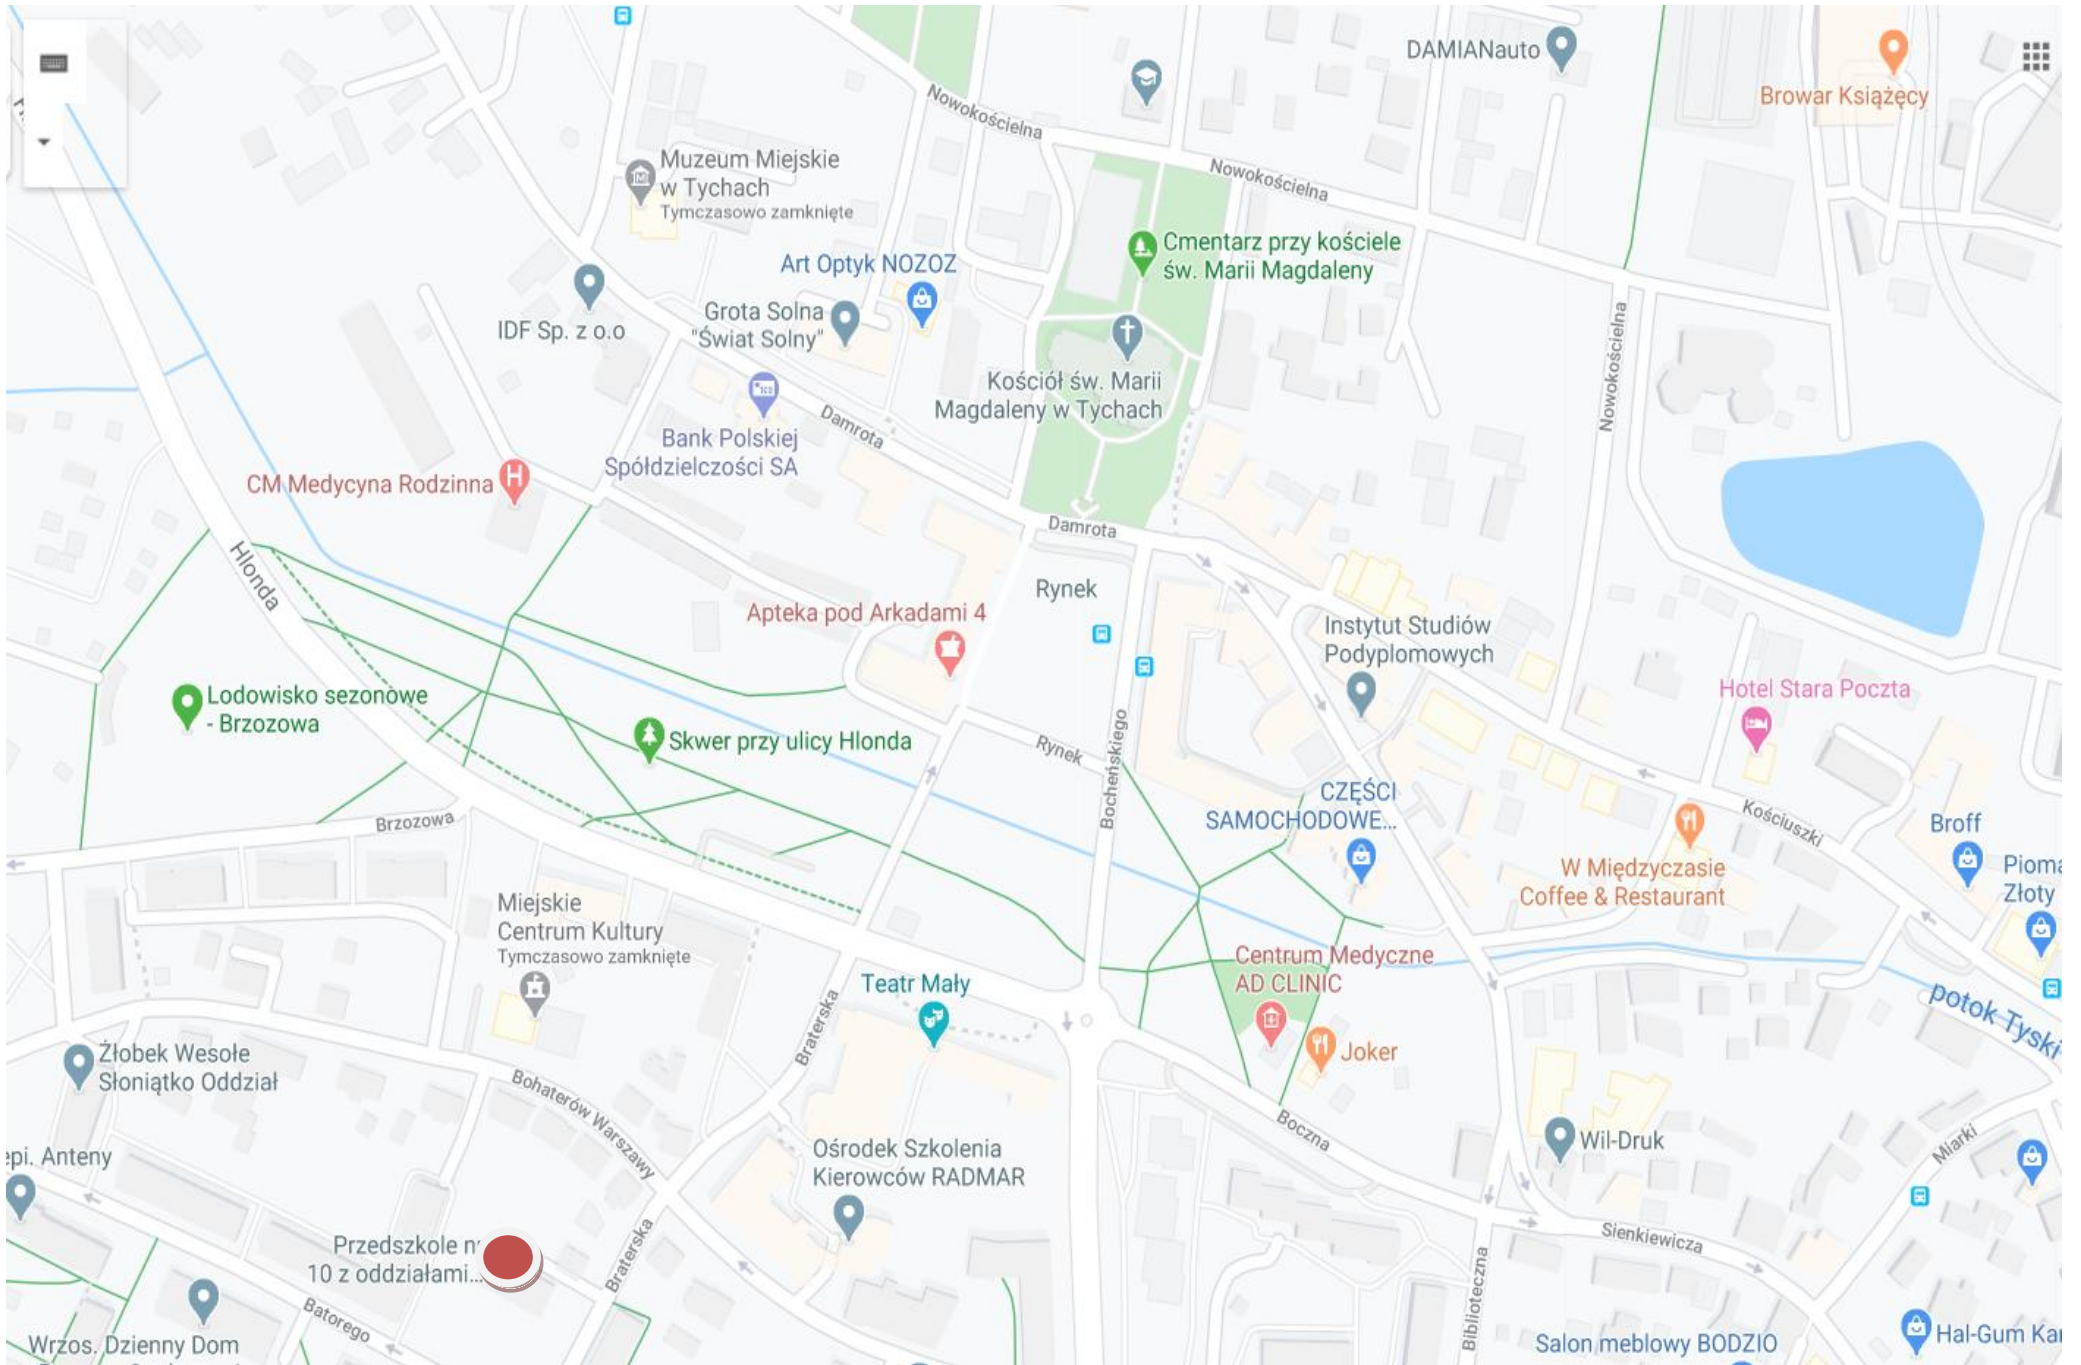 DAMIANauto
Browar Książęcy
Nowokościelna
Nowokościelna
Muzeum Miejskie
w Tychach
Tymczasowo zamknięte
Cmentarz przy kościele
św. Marii Magdaleny
Art Optyk NOZOZ
Grota Solna
"Świat Solny"
IDF Sp. z o.o
Nowokościelna
Kościół św. Marii
Magdaleny w Tychach
Damrota
Bank Polskiej
Spółdzielczości SA
CM Medycyna Rodzinna
Damrota
Hlonda
Rynek
Apteka pod Arkadami 4
Instytut Studiów
Podyplomowych
Hotel Stara Poczta
Lodowisko sezonowe
- Brzozowa
Skwer przy ulicy Hlonda
Rynek
Bocheńskiego
CZĘŚCI
SAMOCHODOWE...
Kościuszki
Brzozowa
Broff
W Międzyczasie
Coffee & Restaurant
Złoty
Miejskie
Centrum Kultury
Tymczasowo zamknięte
Centrum Medyczne
AD CLINIC
Teatr Mały
potok Tyski
Braterska
Joker
Żłobek Wesołe
Słoniątko Oddział
Bohaterów Warszawy
Boczna
Wil-Druk
Miarki
Anteny
Ośrodek Szkolenia
Kierowców RADMAR
Sienkiewicza
Przedszkole
10 z oddziałami...
Braterska
Biblioteczna
Batorego
Wrzos. Dzienny Dom
Salon meblowy BODZIO
Hal-Gum